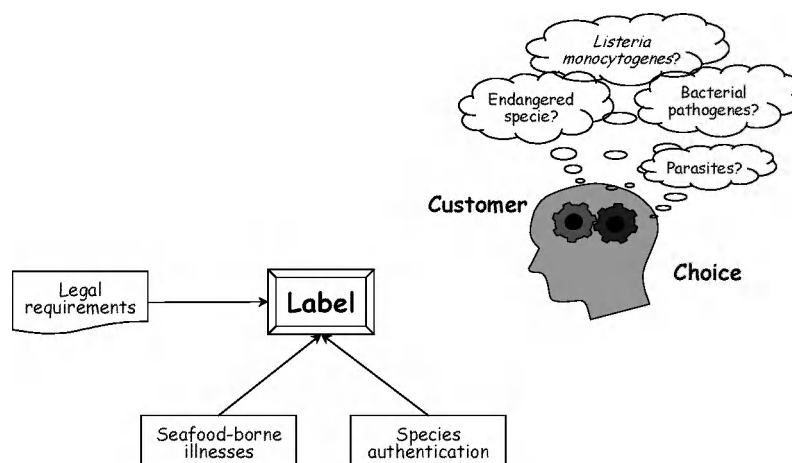 Listeria
monocytogenes?
Endangered
specie?
Bacterial
pathogenes?
Parasites?
Customer
Choice
Legal
requirements
Label
Seafood-borne
illnesses
Species
authentication